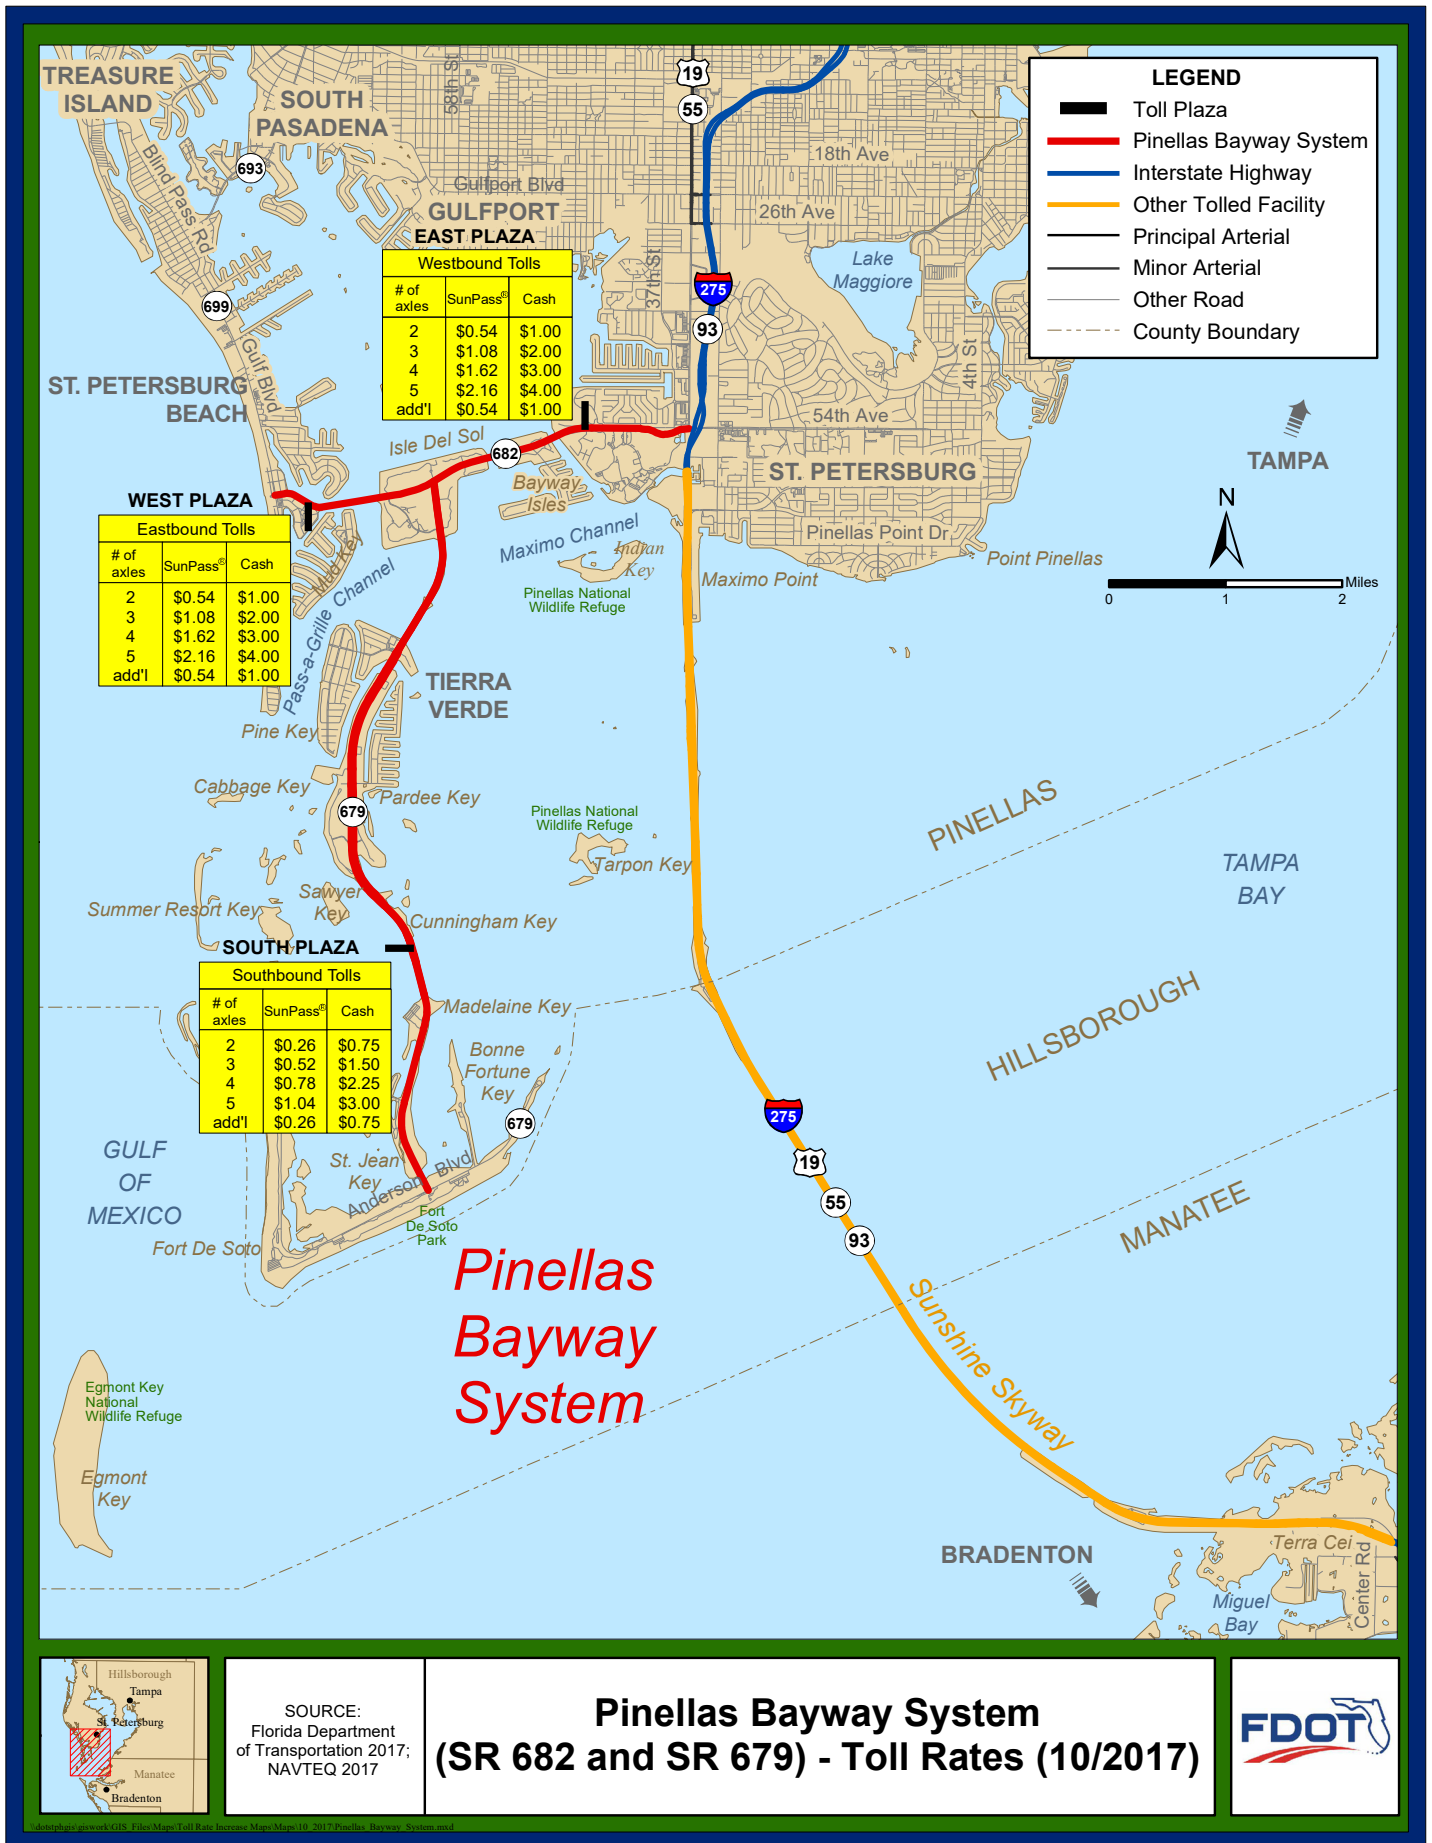 TREASURE
ISLAND
SOUTH
PASADENA
58th St
19
55
693
Blind Pass Rd
18th Ave
Gulfport Blvd
GULFPORT
26th Ave
37th St
Lake
Maggiore
275
93
699
Gulf Blvd
4th St
ST. PETERSBURG
BEACH
54th Ave
Isle Del Sol
682
Bayway
Isles
ST. PETERSBURG
Pinellas Point Dr
Point Pinellas
Maximo Channel
Indian
Key
Maximo Point
Pinellas National
Wildlife Refuge
LEGEND
Toll Plaza
Pinellas Bayway System
Interstate Highway
Other Tolled Facility
Principal Arterial
Minor Arterial
Other Road
County Boundary
TAMPA
N
Miles
0 1 2
EAST PLAZA
Westbound Tolls
# of axles SunPass® Cash
2 $0.54 $1.00
3 $1.08 $2.00
4 $1.62 $3.00
5 $2.16 $4.00
add'l $0.54 $1.00
WEST PLAZA
Eastbound Tolls
# of axles SunPass® Cash
2 $0.54 $1.00
3 $1.08 $2.00
4 $1.62 $3.00
5 $2.16 $4.00
add'l $0.54 $1.00
Mud Key
Pass-a-Grille Channel
TIERRA
VERDE
Pine Key
Cabbage Key
Pardee Key
679
Pinellas National
Wildlife Refuge
Tarpon Key
Sawyer
Key
Summer Resort Key
Cunningham Key
PINELLAS
TAMPA
BAY
HILLSBOROUGH
MANATEE
SOUTH PLAZA
Southbound Tolls
# of axles SunPass® Cash
2 $0.26 $0.75
3 $0.52 $1.50
4 $0.78 $2.25
5 $1.04 $3.00
add'l $0.26 $0.75
Madelaine Key
Bonne
Fortune
Key
679
St. Jean
Key
Anderson Blvd
Fort
De Soto
Park
Fort De Soto
GULF
OF
MEXICO
275
19
55
93
Sunshine Skyway
Pinellas
Bayway
System
Egmont Key
National
Wildlife Refuge
Egmont
Key
BRADENTON
Terra Cei
Center Rd
Miguel
Bay
Hillsborough
Tampa
St. Petersburg
Manatee
Bradenton
SOURCE:
Florida Department
of Transportation 2017;
NAVTEQ 2017
Pinellas Bayway System
(SR 682 and SR 679) - Toll Rates (10/2017)
FDOT
\\dotstphgis\giswork\GIS_Files\Maps\Toll Rate Increase Maps\Maps\10_2017\Pinellas_Bayway_System.mxd